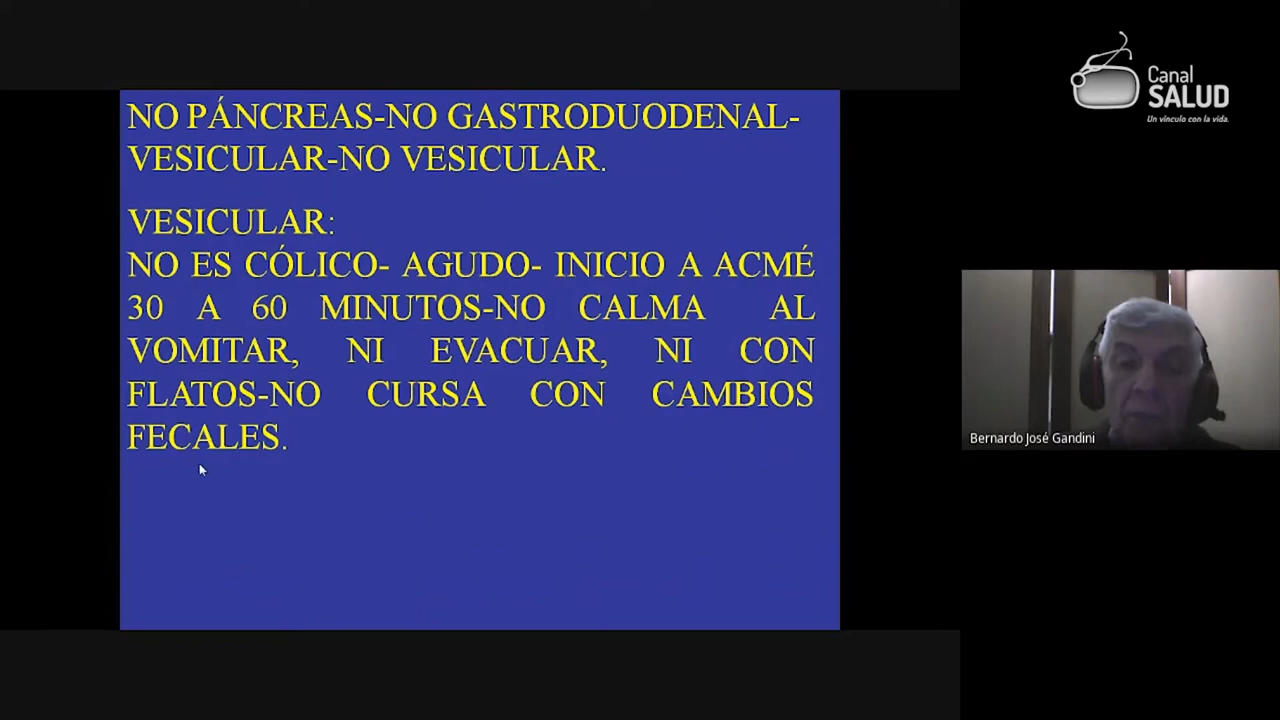 NO PÁNCREAS-NO GASTRODUODENAL-
VESICULAR-NO VESICULAR.
VESICULAR:
NO ES CÓLICO- AGUDO- INICIO A ACMÉ
30 A 60 MINUTOS-NO CALMA AL
VOMITAR, NI EVACUAR, NI CON
FLATOS-NO CURSA CON CAMBIOS
FECALES.
Canal
SALUD
Un vínculo con la vida.
Bernardo José Gandini